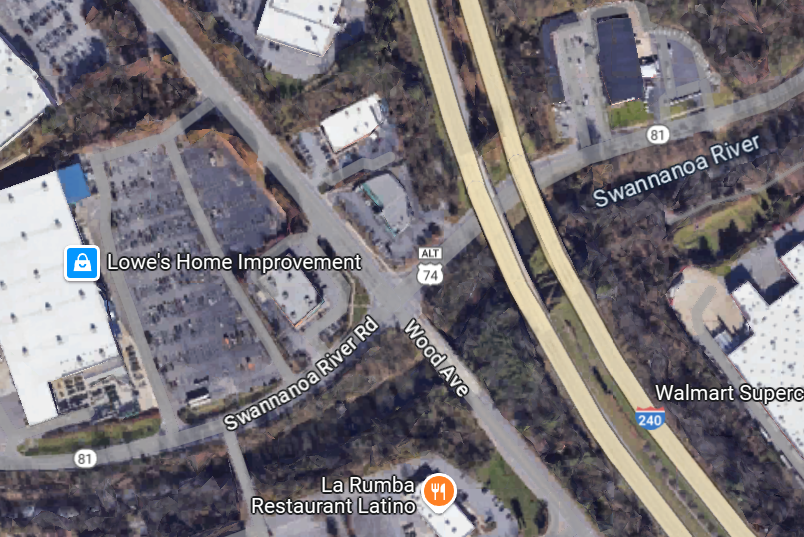 81
Swannanoa River
ALT
74
Lowe's Home Improvement
Swannanoa River Rd
Wood Ave
Walmart Superc
240
81
La Rumba
Restaurant Latino